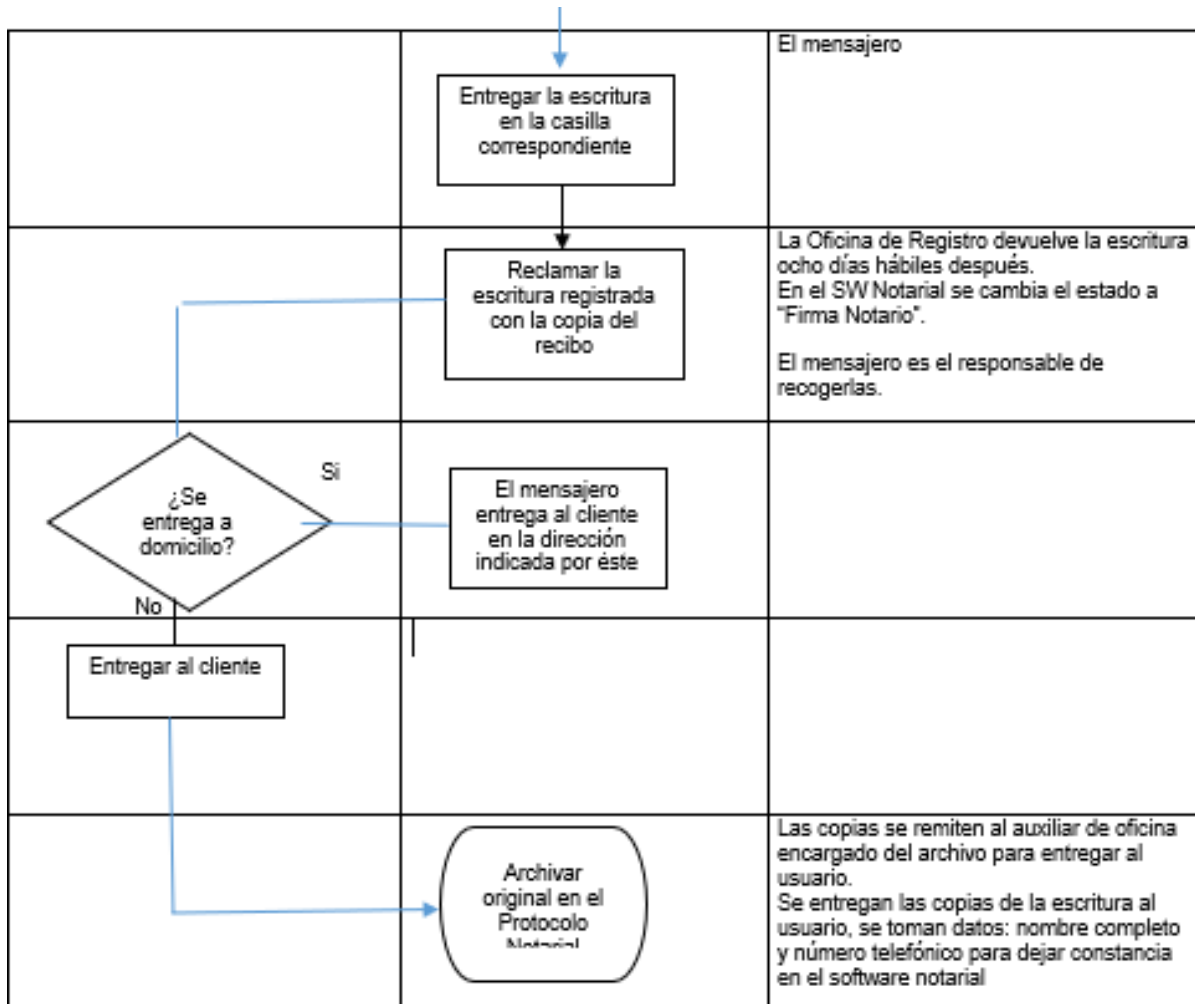 El mensajero
Entregar la escritura
en la casilla
correspondiente
Reclamar la
escritura registrada
con la copia del
recibo
La Oficina de Registro devuelve la escritura
ocho días hábiles después.
En el SW Notarial se cambia el estado a
"Firma Notario".
El mensajero es el responsable de
recogerlas.
¿Se
entrega a
domicilio?
Si
El mensajero
entrega al cliente
en la dirección
indicada por éste
No
Entregar al cliente
Archivar
original en el
Protocolo
Notarial
Las copias se remiten al auxiliar de oficina
encargado del archivo para entregar al
usuario.
Se entregan las copias de la escritura al
usuario, se toman datos: nombre completo
y número telefónico para dejar constancia
en el software notarial